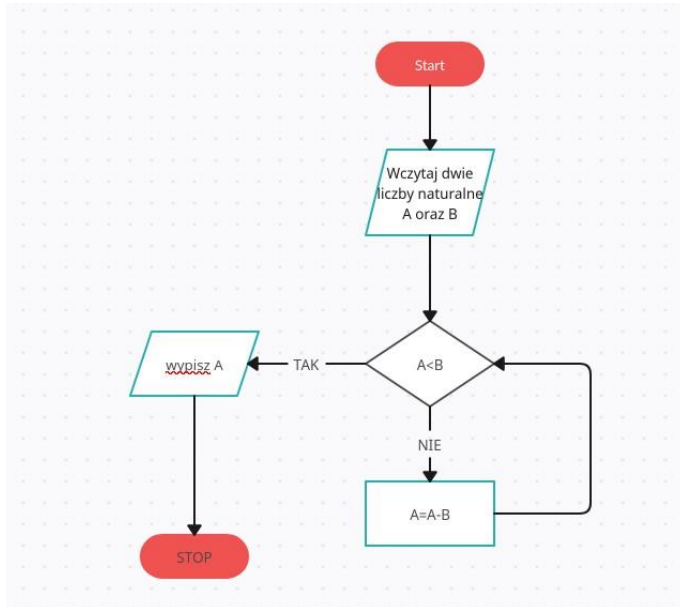 Start
Wczytaj dwie
liczby naturalne
A oraz B
wypisz A
TAK
A<B
NIE
A=A-B
STOP